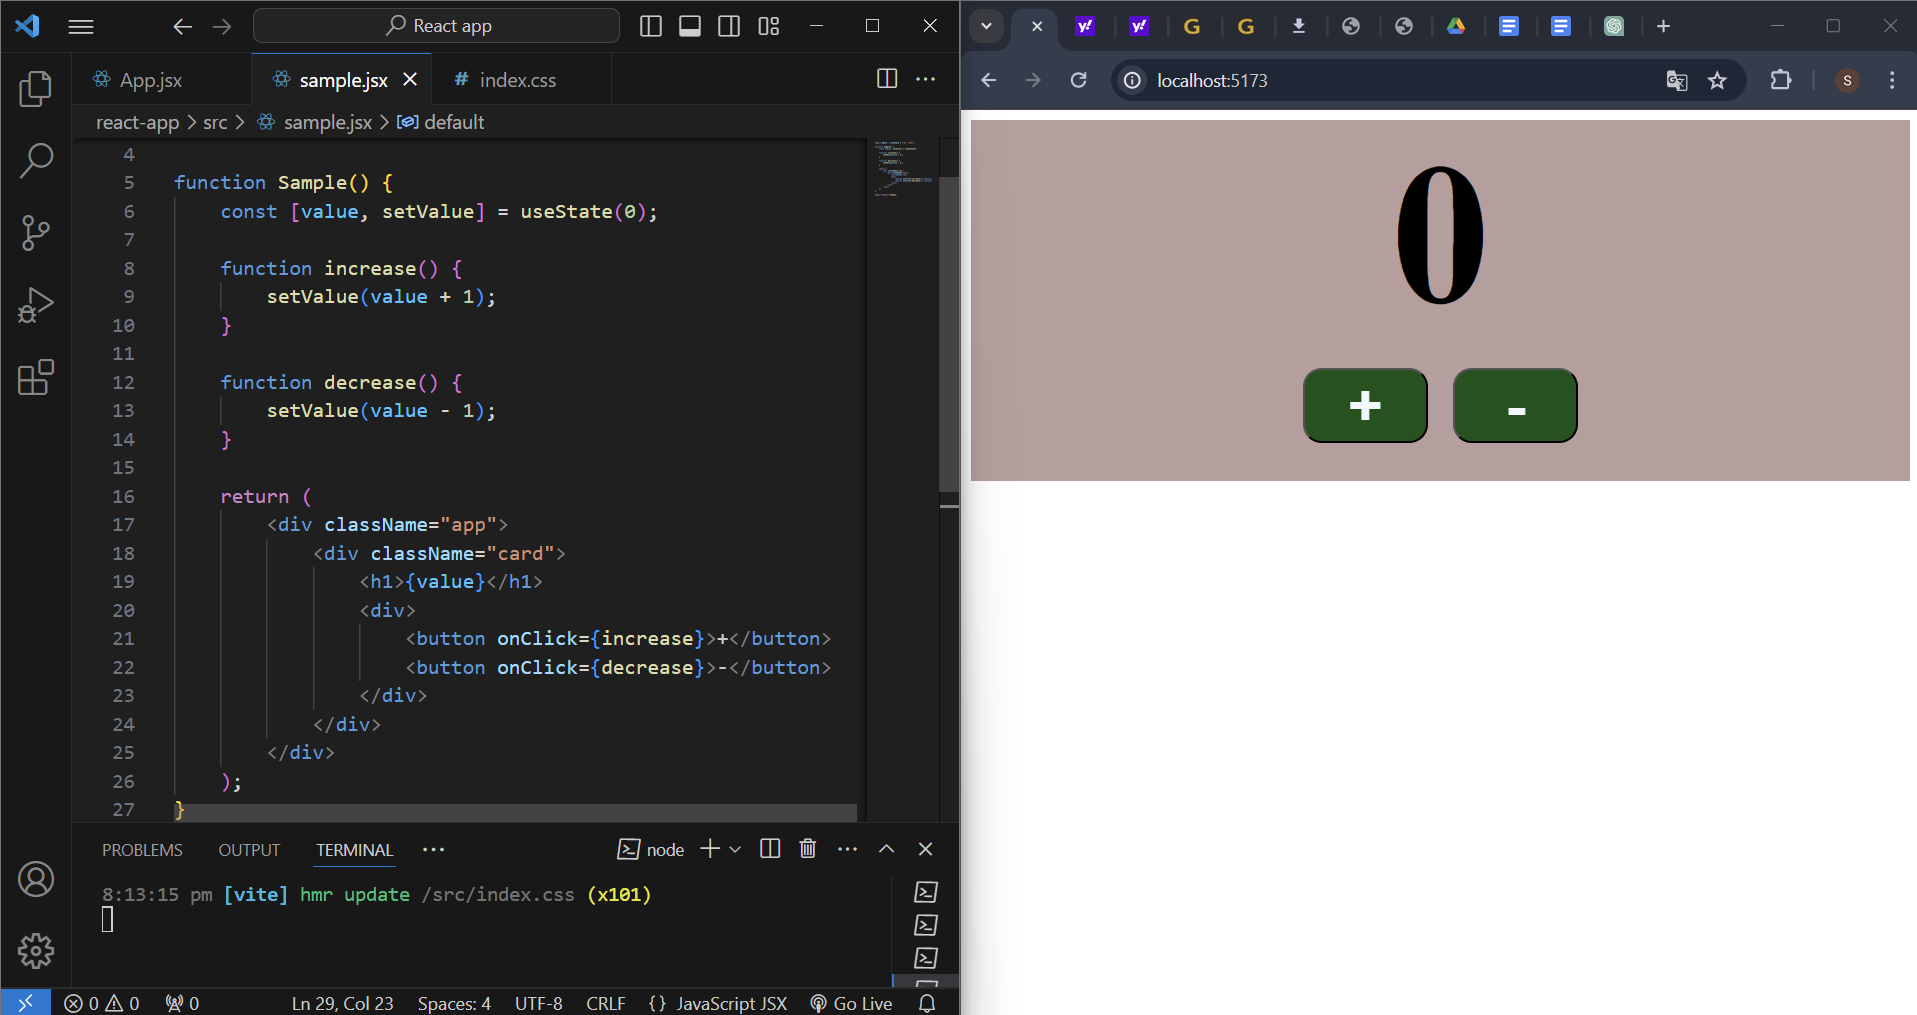 React app
App.jsx
sample.jsx
# index.css
react-app > src > sample.jsx > default
4
5 function Sample() {
6 const [value, setValue] = useState(0);
7
8 function increase() {
9 setValue(value + 1);
10 }
11
12 function decrease() {
13 setValue(value - 1);
14 }
15
16 return (
17 <div className="app">
18 <div className="card">
19 <h1>{value}</h1>
20 <div>
21 <button onClick={increase}>+</button>
22 <button onClick={decrease}>-</button>
23 </div>
24 </div>
25 </div>
26 );
27 }
PROBLEMS OUTPUT TERMINAL ··· node
8:13:15 pm [vite] hmr update /src/index.css (x101)
0 0 0 Ln 29, Col 23 Spaces: 4 UTF-8 CRLF {} JavaScript JSX Go Live
y! y! G G
localhost:5173
S
0
+ -